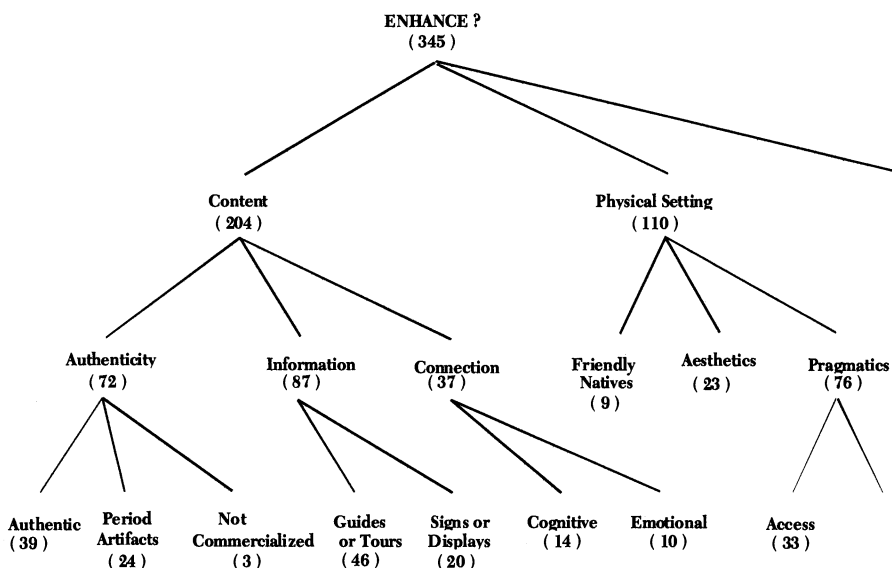 ENHANCE ?
( 345 )
Content
( 204 )
Physical Setting
( 110 )
Authenticity
( 72 )
Information
( 87 )
Connection
( 37 )
Friendly
Natives
( 9 )
Aesthetics
( 23 )
Pragmatics
( 76 )
Authentic
( 39 )
Period
Artifacts
( 24 )
Not
Commercialized
( 3 )
Guides
or Tours
( 46 )
Signs or
Displays
( 20 )
Cognitive
( 14 )
Emotional
( 10 )
Access
( 33 )